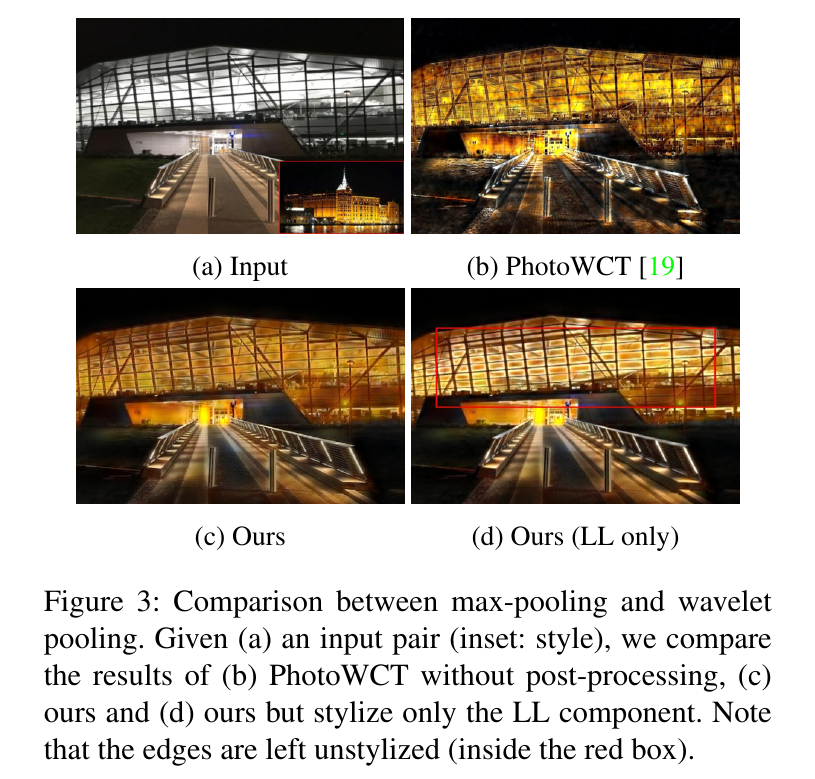 (a) Input
(b) PhotoWCT [19]
(c) Ours
(d) Ours (LL only)
Figure 3: Comparison between max-pooling and wavelet
pooling. Given (a) an input pair (inset: style), we compare
the results of (b) PhotoWCT without post-processing, (c)
ours and (d) ours but stylize only the LL component. Note
that the edges are left unstylized (inside the red box).